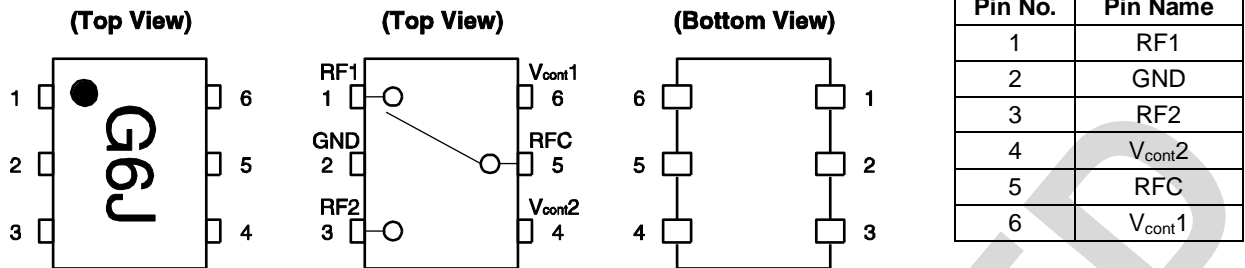 (Top View)
1
2
3
G6J
6
5
4
(Top View)
RF1
1
GND
2
RF2
3
Vcont1
6
RFC
5
Vcont2
4
(Bottom View)
6
5
4
1
2
3
Pin No. Pin Name
1 RF1
2 GND
3 RF2
4 Vcont2
5 RFC
6 Vcont1